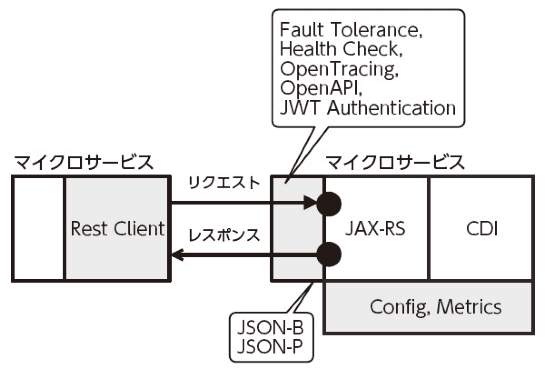 Fault Tolerance,
Health Check,
OpenTracing,
OpenAPI,
JWT Authentication
マイクロサービス
マイクロサービス
Rest Client
リクエスト
レスポンス
JAX-RS
CDI
Config, Metrics
JSON-B
JSON-P